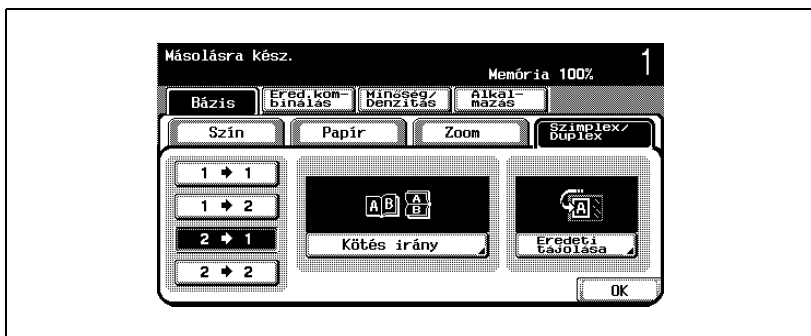 Másolásra kész.
Memória 100%
1
Bázis
Ered.kom-
binálás
Minőség/
Denzitás
Alkal-
mazás
Szín
Papír
Zoom
Szimplex/
Duplex
1 → 1
1 → 2
2 → 1
2 → 2
A B
A
B
Kötés irány
A
Eredeti
tájolása
OK